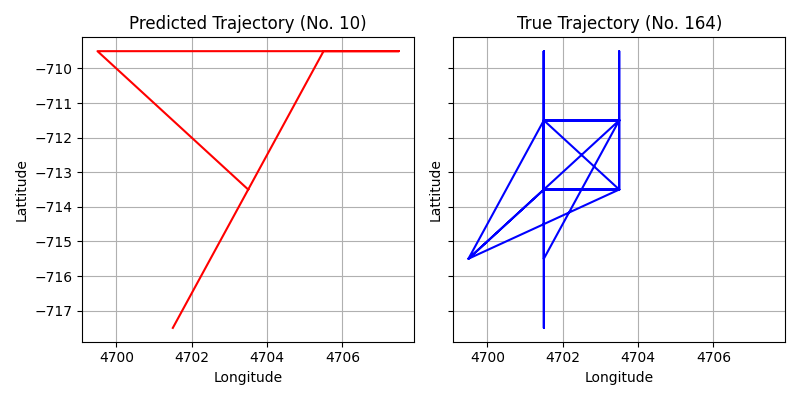 Predicted Trajectory (No. 10)
True Trajectory (No. 164)
Lattitude
−710
−711
−712
−713
−714
−715
−716
−717
4700
4702
4704
4706
Longitude
Lattitude
4700
4702
4704
4706
Longitude